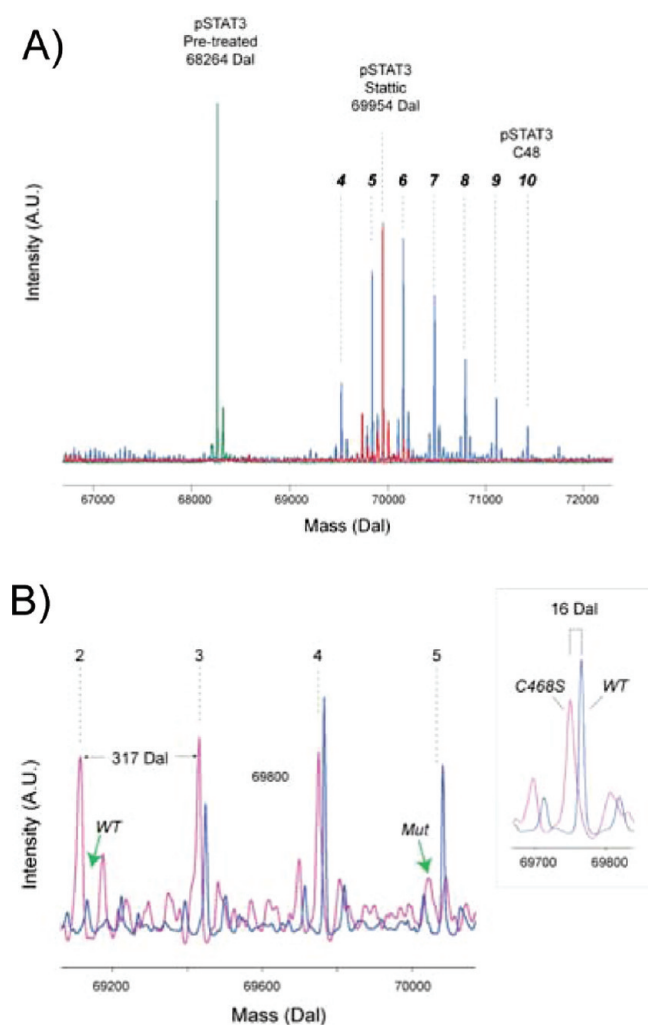 A)
pSTAT3
Pre-treated
68264 Dal
pSTAT3
Stattic
69954 Dal
pSTAT3
C48
4 5 6 7 8 9 10
Intensity (A.U.)
67000 68000 69000 70000 71000 72000
Mass (Dal)
B)
2 3 4 5
317 Dal
69800
WT
Mut
Intensity (A.U.)
69200 69600 70000
Mass (Dal)
16 Dal
C468S WT
69700 69800